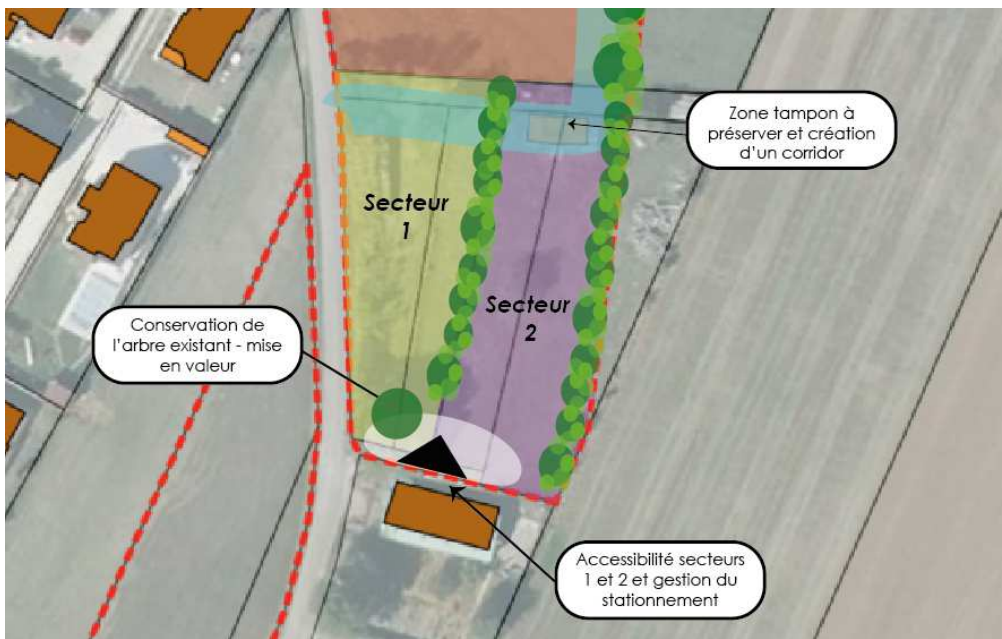 Zone tampon à
préserver et création
d'un corridor
Secteur
1
Secteur
2
Conservation de
l'arbre existant - mise
en valeur
Accessibilité secteurs
1 et 2 et gestion du
stationnement